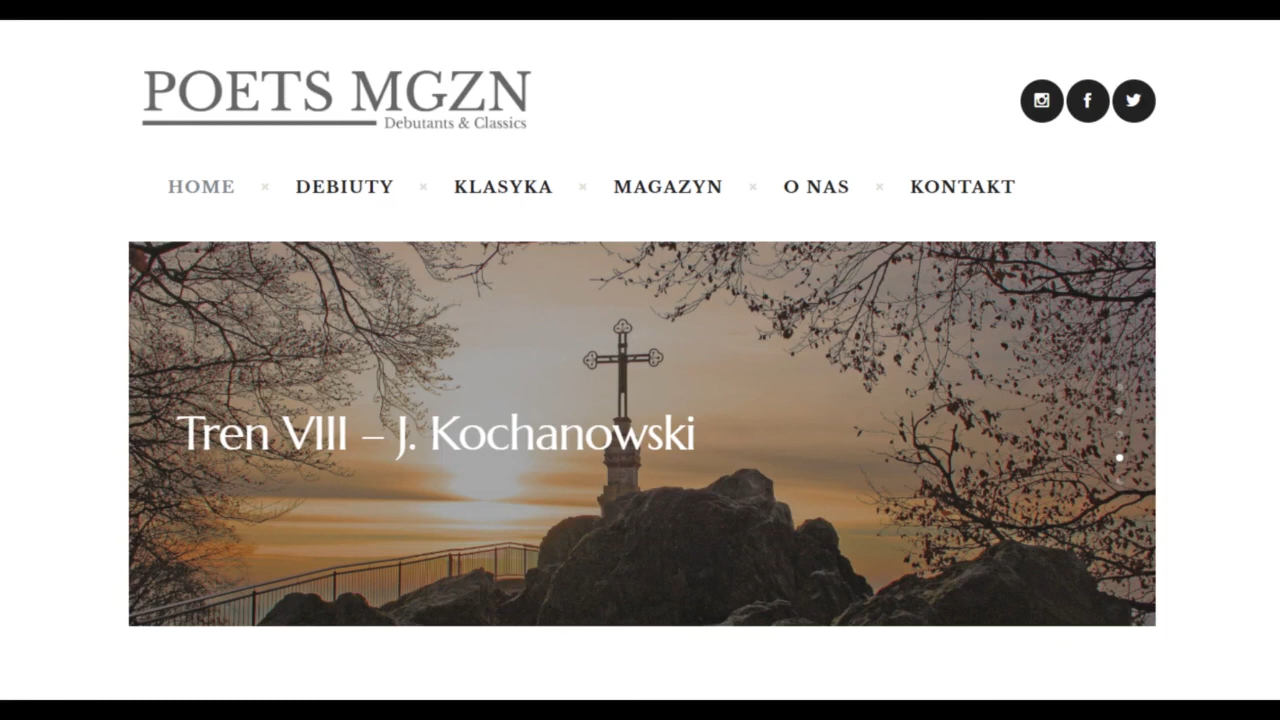 POETS MGZN
Debutants & Classics
HOME × DEBIUTY × KLASYKA × MAGAZYN × O NAS × KONTAKT
Tren VIII – J. Kochanowski